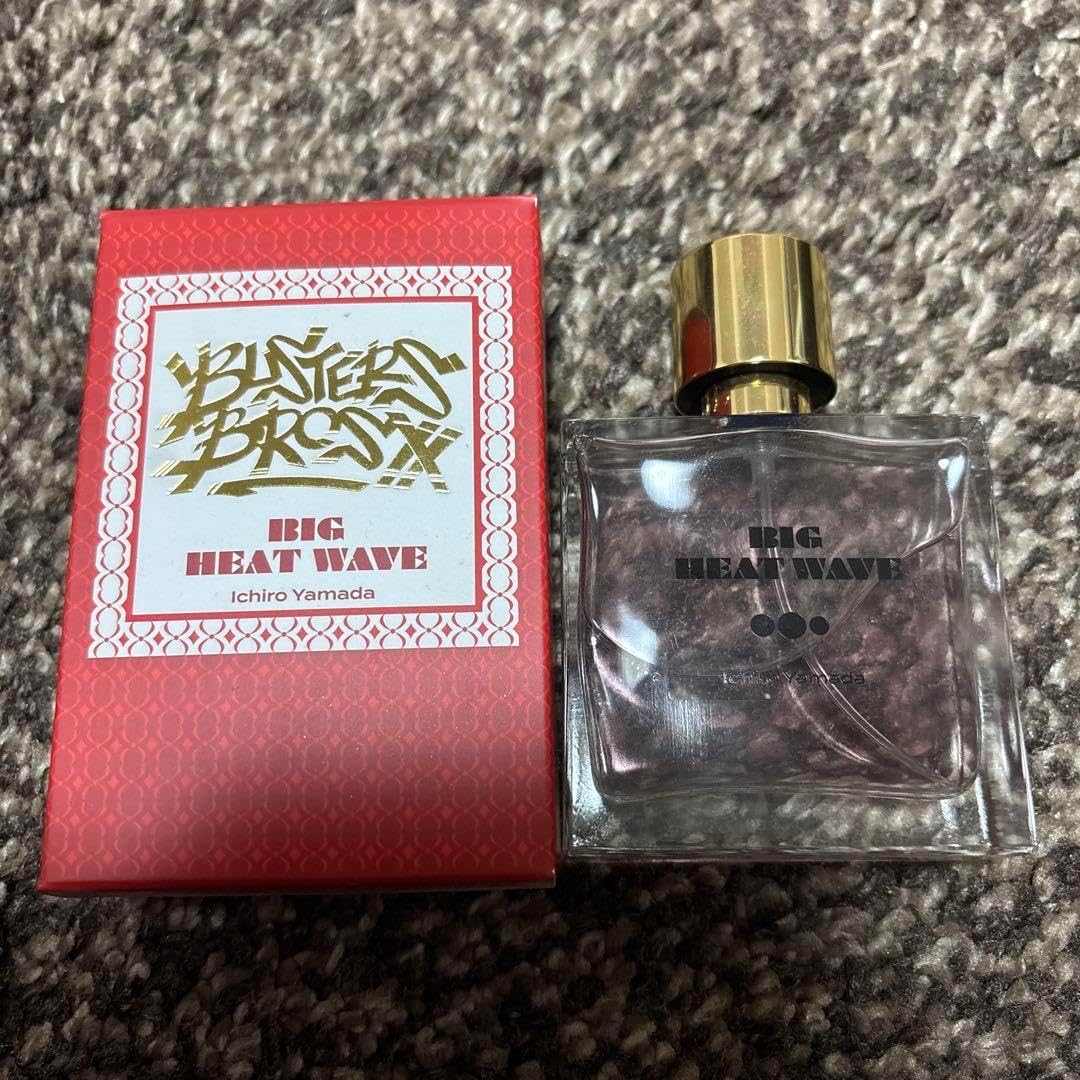 BUSTERS
BROS
BIG
HEAT WAVE
Ichiro Yamada
BIG
HEAT WAVE
Ichiro Yamada